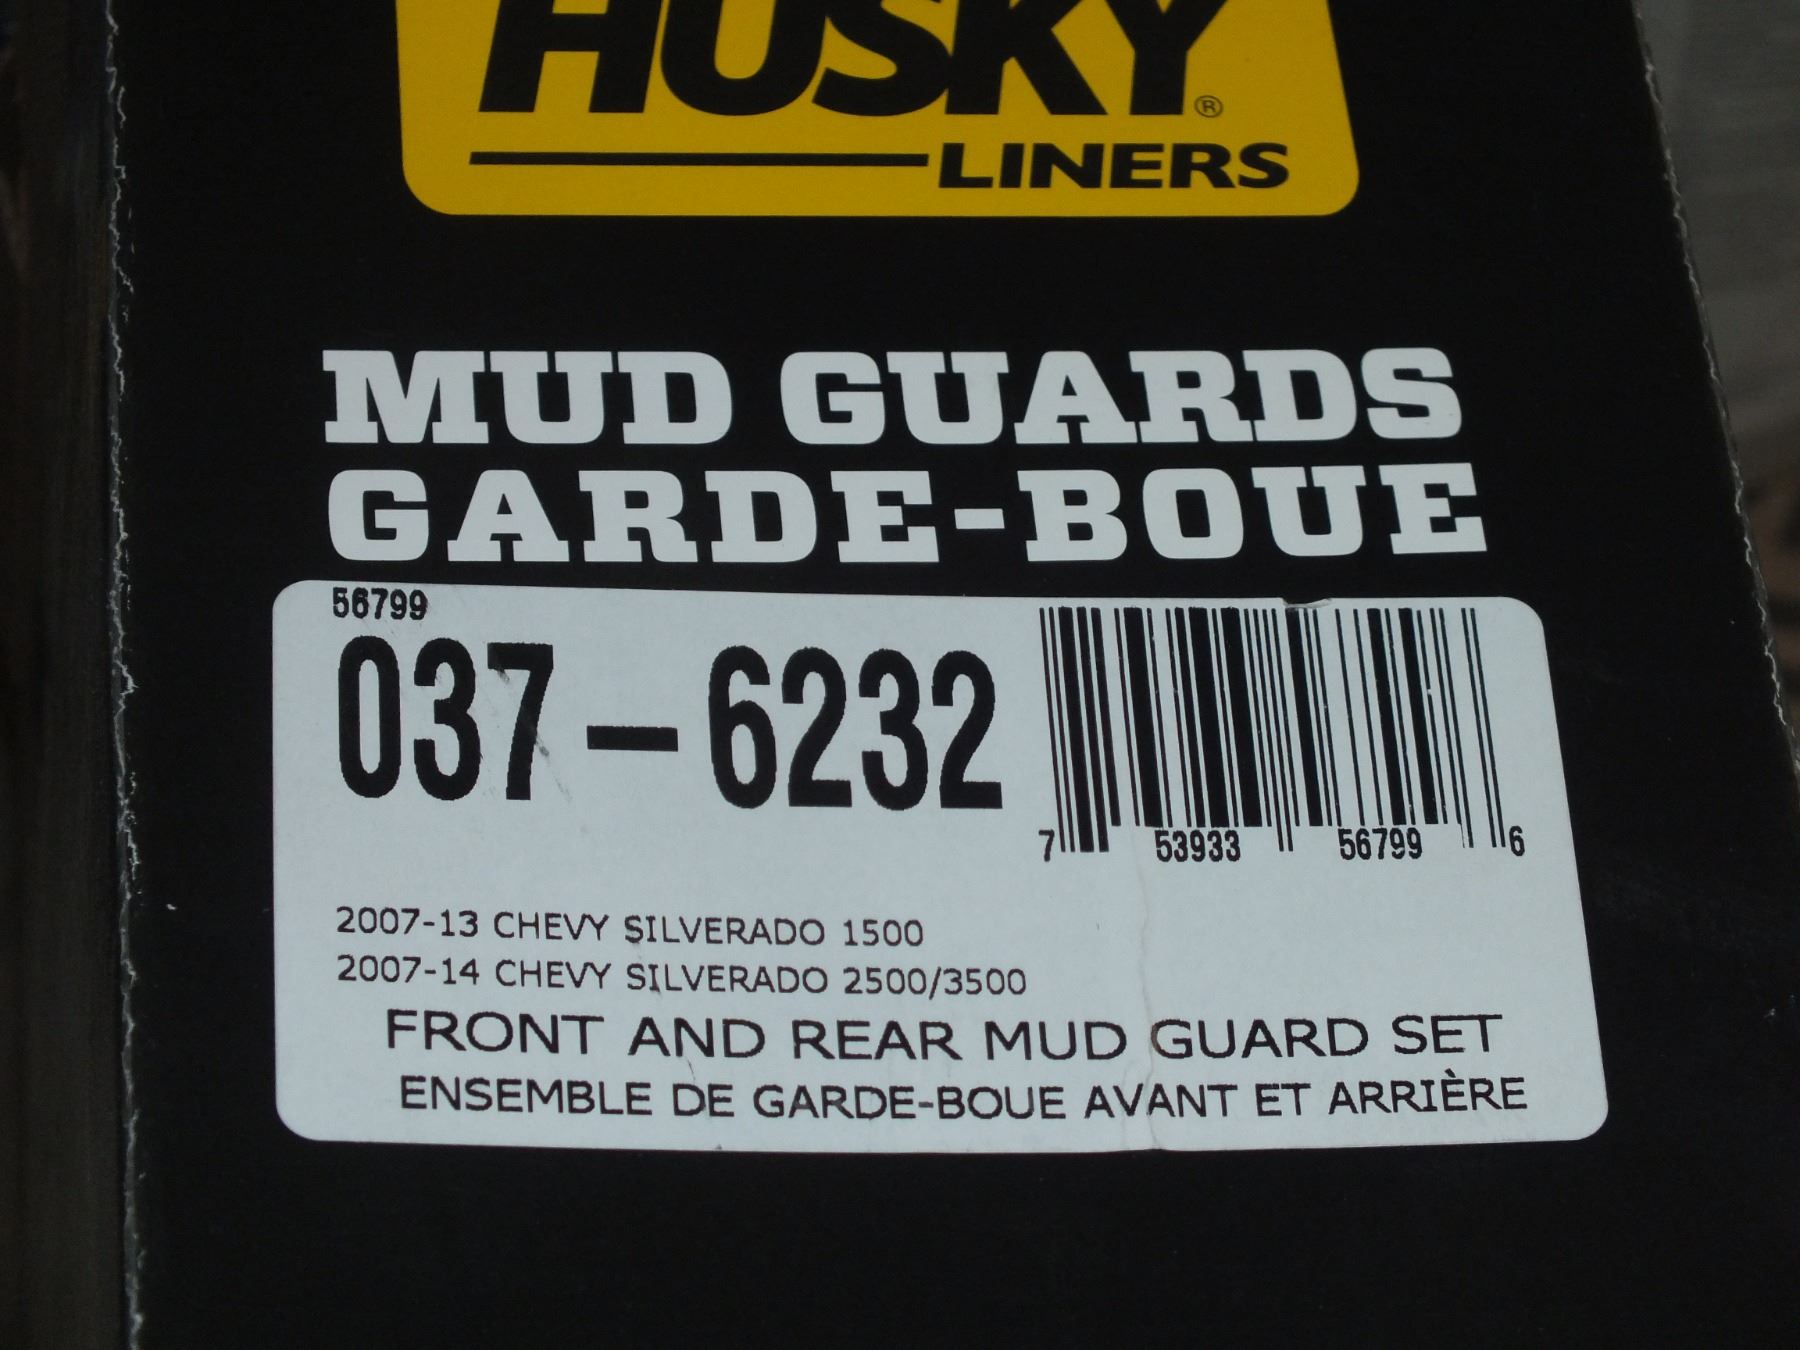 HUSKY®
LINERS
MUD GUARDS
GARDE-BOUE
56799
037-6232
7 53933 56799 6
2007-13 CHEVY SILVERADO 1500
2007-14 CHEVY SILVERADO 2500/3500
FRONT AND REAR MUD GUARD SET
ENSEMBLE DE GARDE-BOUE AVANT ET ARRIÈRE